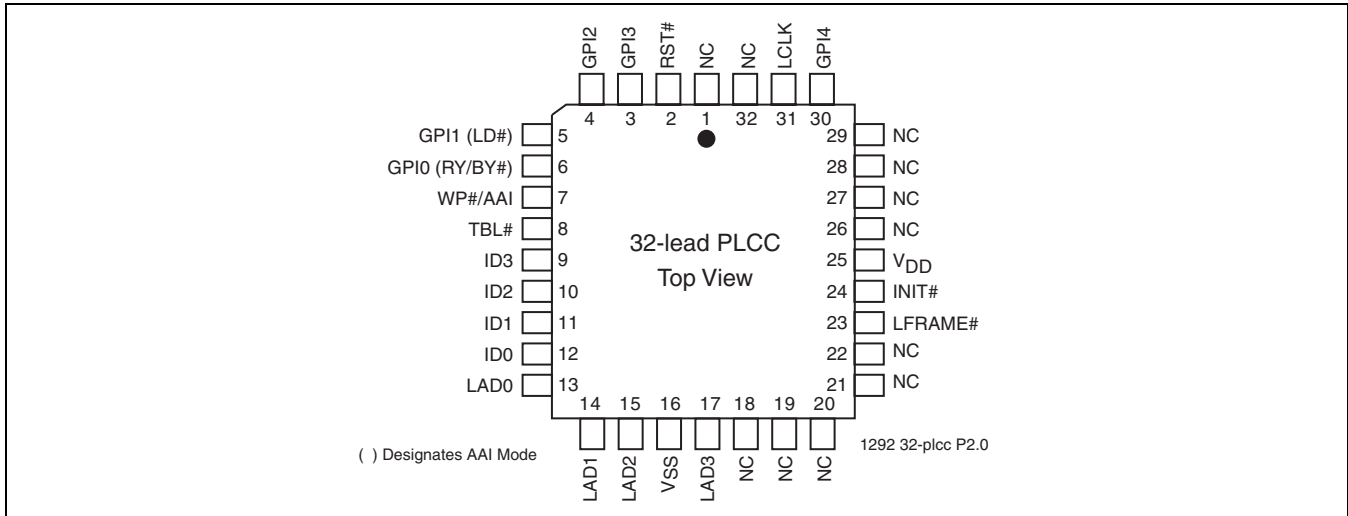 GPI2
GPI3
RST#
NC
NC
LCLK
GPI4
4
3
2
1
32
31
30
GPI1 (LD#) 5
GPI0 (RY/BY#) 6
WP#/AAI 7
TBL# 8
ID3 9
ID2 10
ID1 11
ID0 12
LAD0 13
32-lead PLCC
Top View
29 NC
28 NC
27 NC
26 NC
25 VDD
24 INIT#
23 LFRAME#
22 NC
21 NC
14
15
16
17
18
19
20
LAD1
LAD2
VSS
LAD3
NC
NC
NC
( ) Designates AAI Mode
1292 32-plcc P2.0